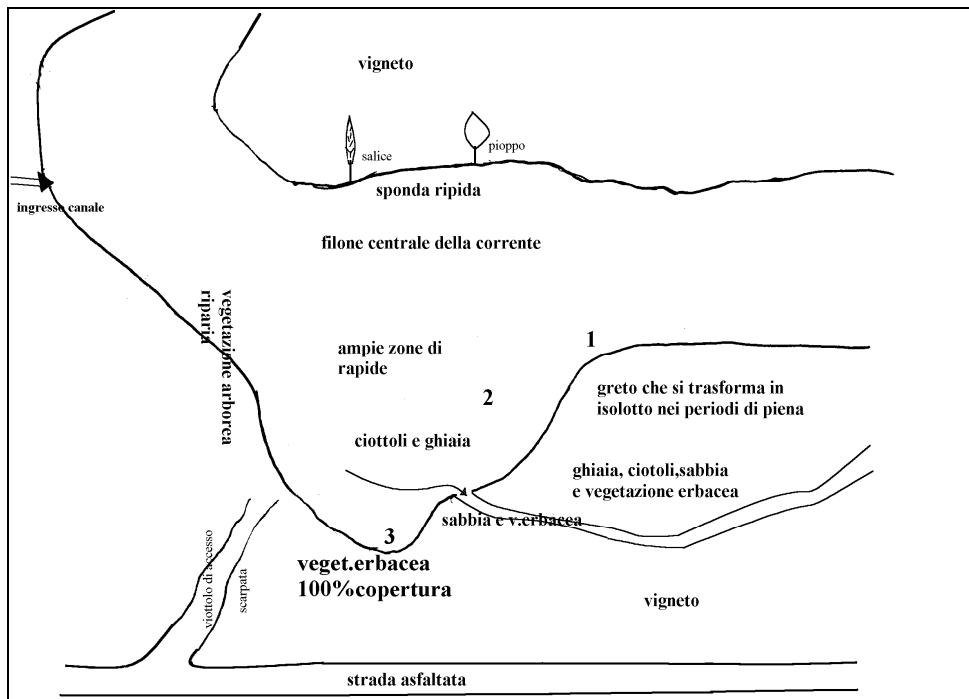 vigneto
salice
pioppo
sponda ripida
ingresso canale
filone centrale della corrente
vegetazione arborea
riparia
1
ampie zone di
rapide
2
greto che si trasforma in
isolotto nei periodi di piena
ciottoli e ghiaia
ghiaia, ciotoli,sabbia
e vegetazione erbacea
sabbia e v.erbacea
3
veget.erbacea
100%copertura
viottolo di accesso
scarpata
vigneto
strada asfaltata